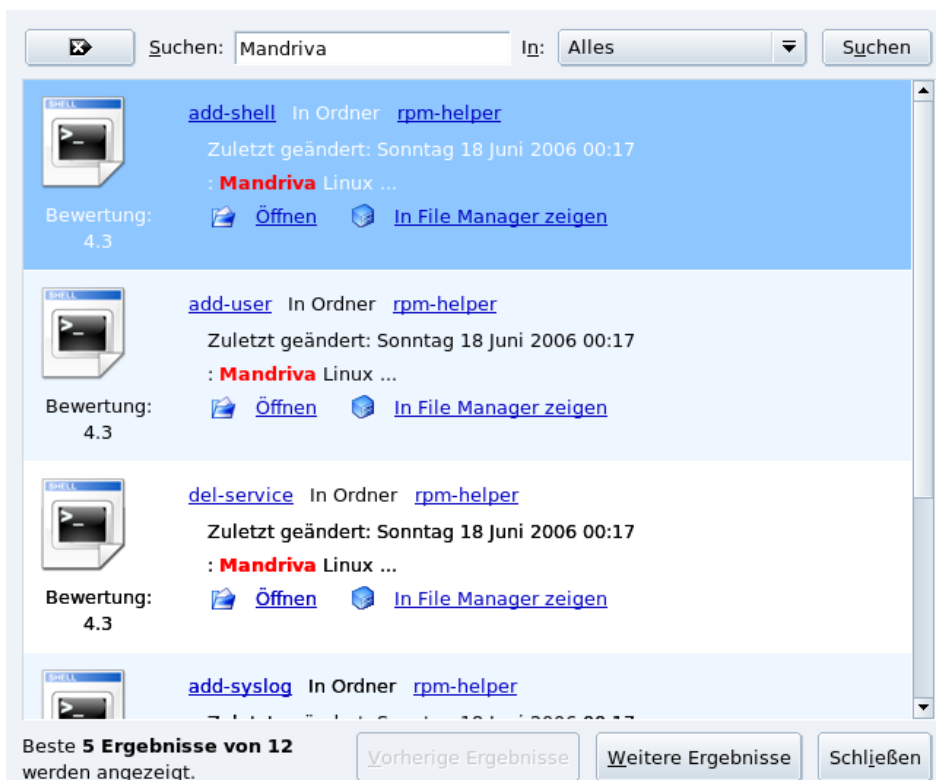 Suchen: Mandriva In: Alles Suchen
SHELL
add-shell In Ordner rpm-helper
Zuletzt geändert: Sonntag 18 Juni 2006 00:17
: Mandriva Linux ...
Bewertung: Öffnen In File Manager zeigen
4.3
SHELL
add-user In Ordner rpm-helper
Zuletzt geändert: Sonntag 18 Juni 2006 00:17
: Mandriva Linux ...
Bewertung: Öffnen In File Manager zeigen
4.3
SHELL
del-service In Ordner rpm-helper
Zuletzt geändert: Sonntag 18 Juni 2006 00:17
: Mandriva Linux ...
Bewertung: Öffnen In File Manager zeigen
4.3
SHELL
add-syslog In Ordner rpm-helper
Beste 5 Ergebnisse von 12
werden angezeigt.
Vorherige Ergebnisse Weitere Ergebnisse Schließen